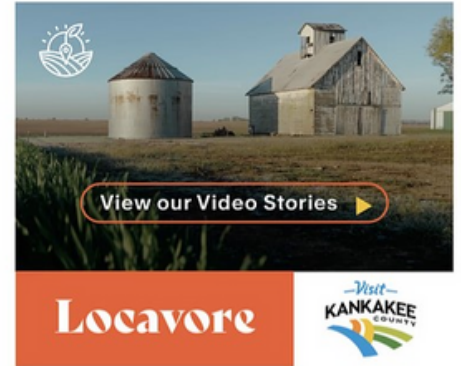 View our Video Stories
Locavore
Visit
KANKAKEE
COUNTY